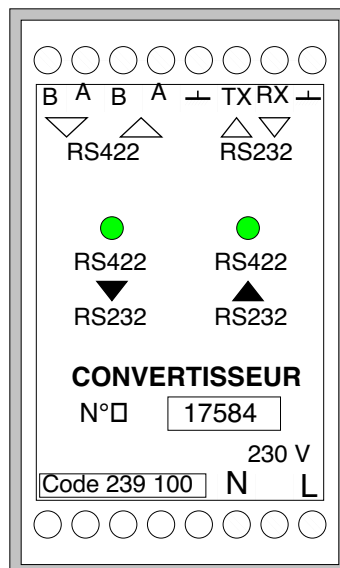 B A B A ⊥ TX RX ⊥
RS422 RS232
RS422 RS422
RS232 RS232
CONVERTISSEUR
N° 17584
230 V
Code 239 100 N L